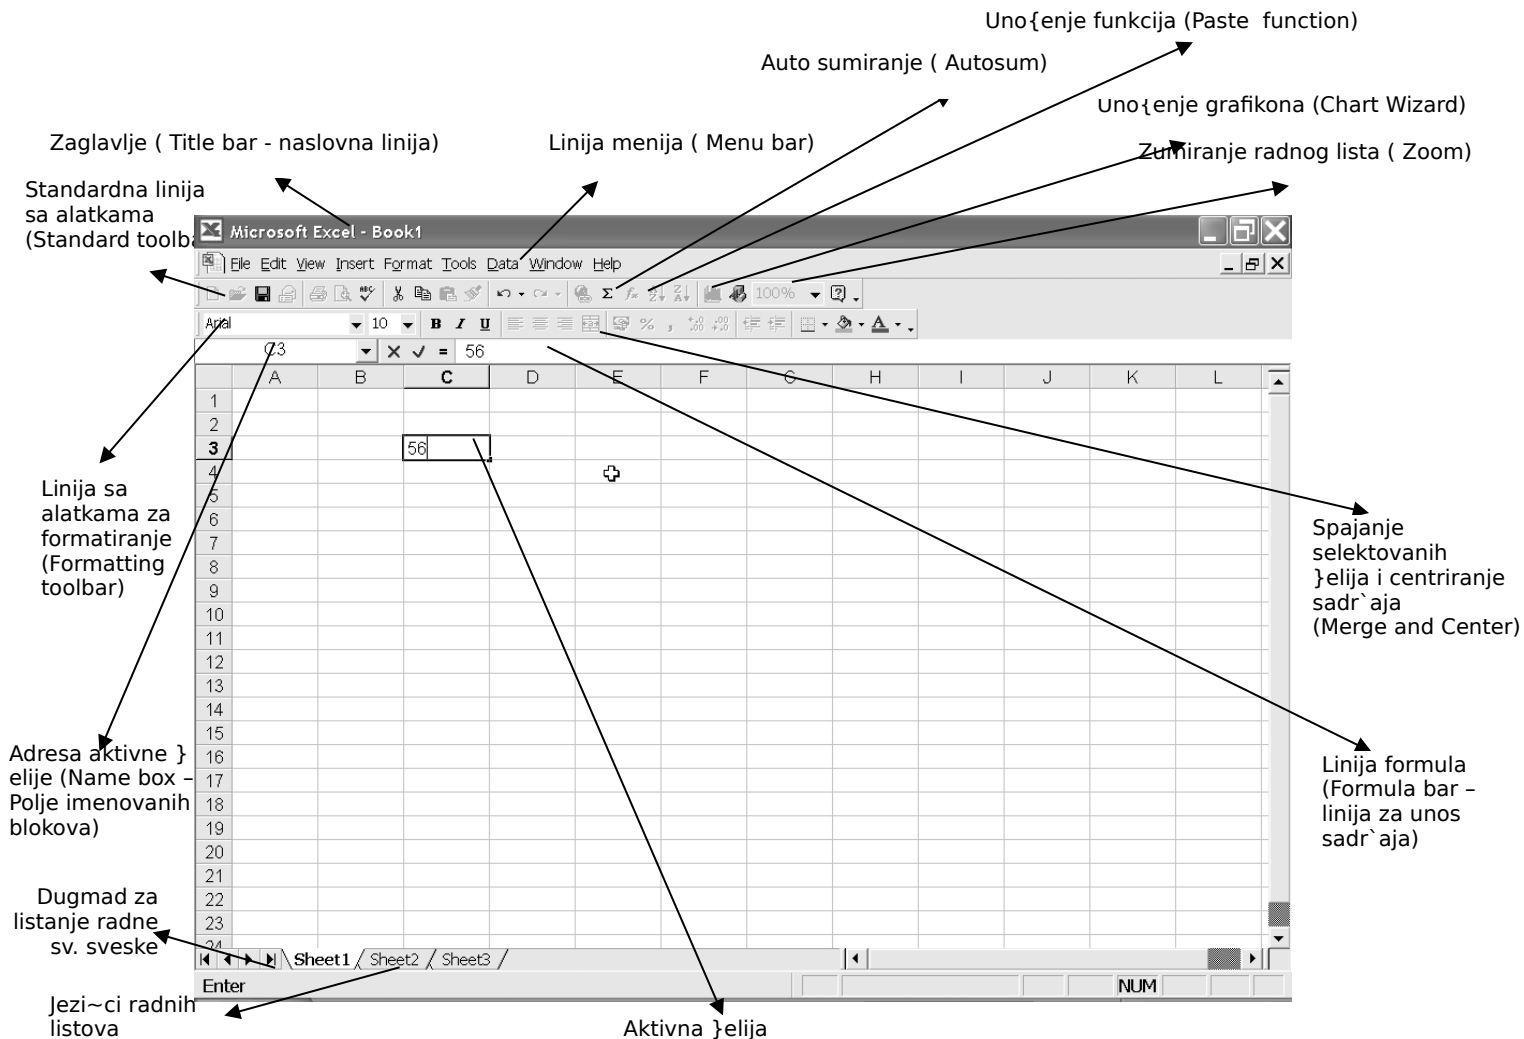 Uno{enje funkcija (Paste  function)
Auto sumiranje ( Autosum)
Uno{enje grafikona (Chart Wizard)
Zaglavlje ( Title bar - naslovna linija)
Linija menija ( Menu bar)
Zumiranje radnog lista ( Zoom)
Standardna linija
sa alatkama
(Standard toolba
Microsoft Excel - Book1
File Edit View Insert Format Tools Data Window Help
100%
Arial 10 B I U
C3 = 56
A B C D E F G H I J K L
1
2
3 56
4
5
6
7
8
9
10
11
12
13
14
15
16
17
18
19
20
21
22
23
24
Linija sa
alatkama za
formatiranje
(Formatting
toolbar)
Spajanje
selektovanih
}elija i centriranje
sadr`aja
(Merge and Center)
Adresa aktivne }
elije (Name box –
Polje imenovanih
blokova)
Linija formula
(Formula bar –
linija za unos
sadr`aja)
Dugmad za
listanje radne
sv. sveske
Sheet1 Sheet2 Sheet3
Enter NUM
Jezi~ci radnih
listova
Aktivna }elija